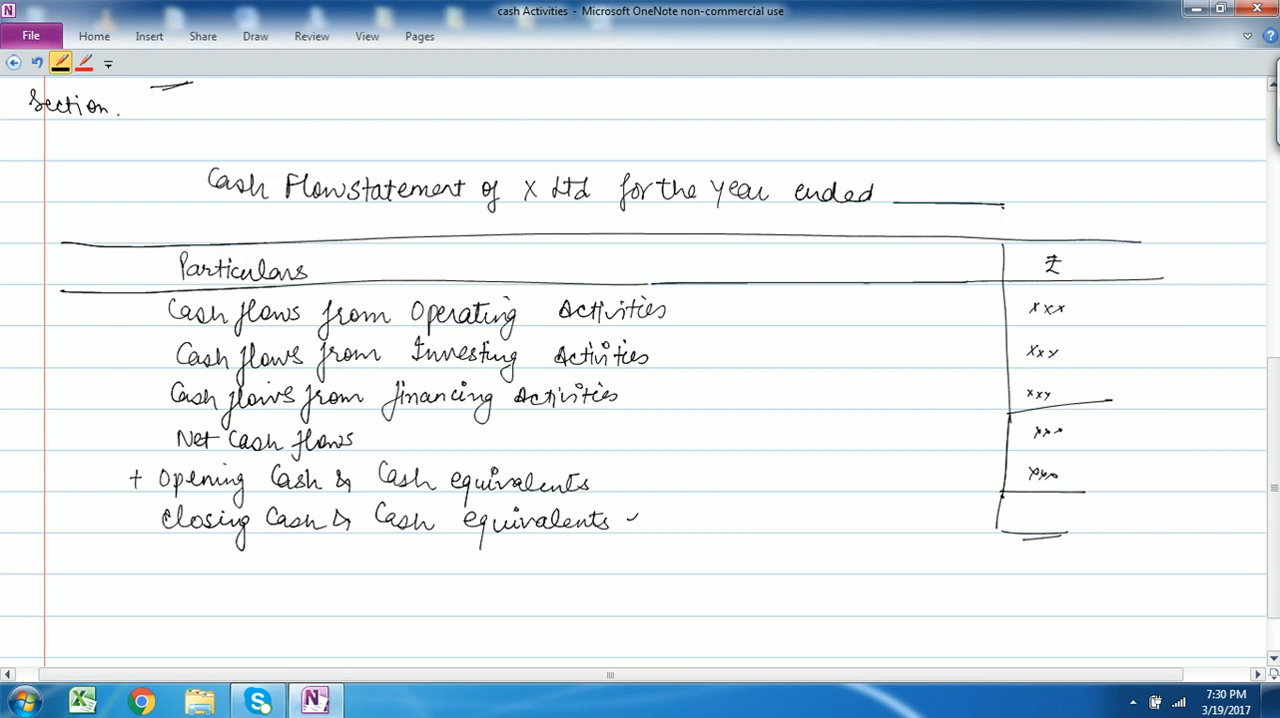 cash Activities - Microsoft OneNote non-commercial use
File Home Insert Share Draw Review View Pages
Section.
Cash Flow statement of X Ltd for the year ended
Particulars ₹
Cash flows from Operating Activities xxx
Cash flows from Investing Activities xxx
Cash flows from financing Activities xxx
Net Cash flows xxx
+ Opening Cash & Cash equivalents xxx
Closing Cash & Cash equivalents
7:30 PM
3/19/2017